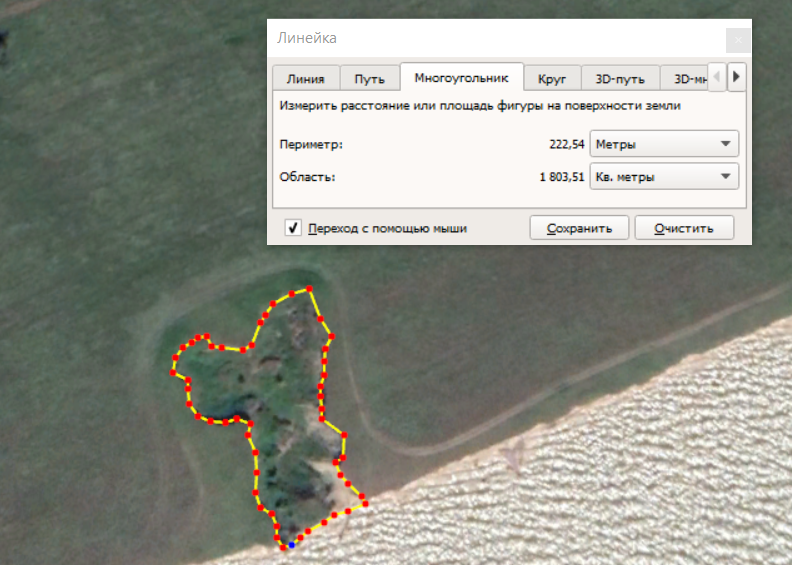 Линейка
Линия Путь Многоугольник Круг 3D-путь 3D-мн
Измерить расстояние или площадь фигуры на поверхности земли
Периметр: 222,54 Метры
Область: 1 803,51 Кв. метры
Переход с помощью мыши Сохранить Очистить